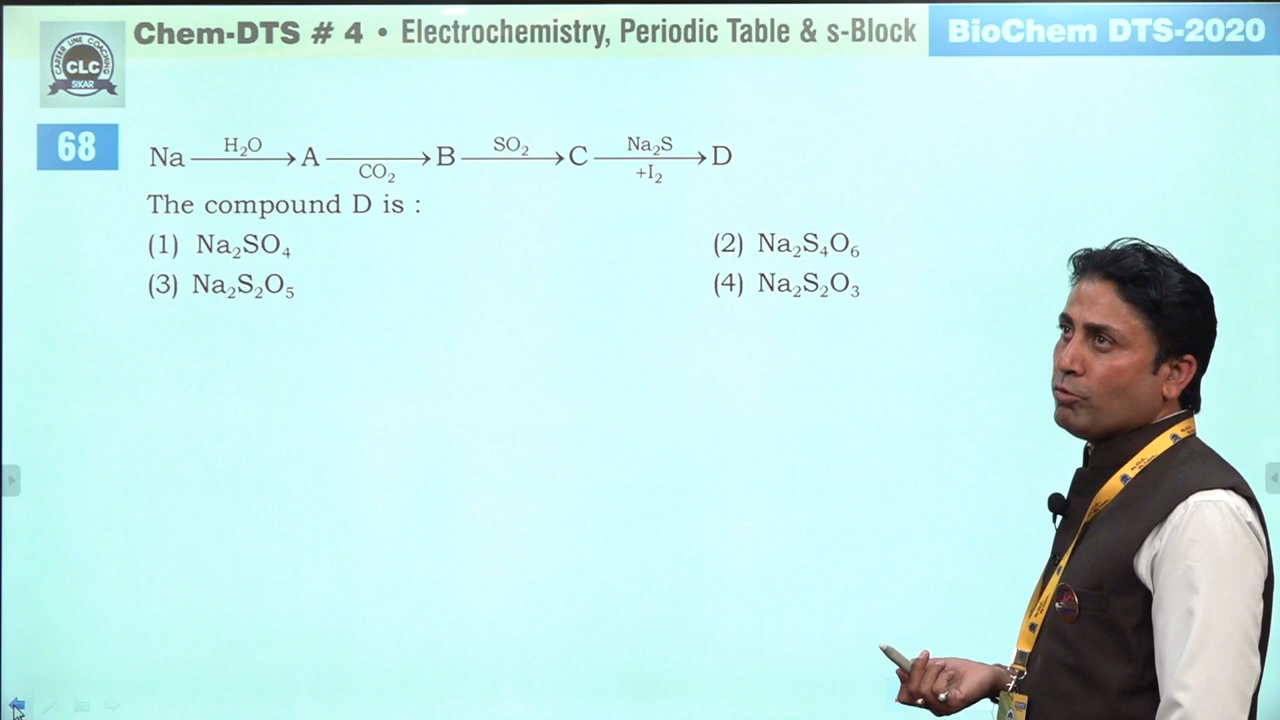 Chem-DTS # 4 • Electrochemistry, Periodic Table & s-Block
BioChem DTS-2020
CAREER LINE COACHING
CLC
SIKAR
68
Na —H₂O→ A —CO₂→ B —SO₂→ C —Na₂S +I₂→ D
The compound D is :
(1) Na₂SO₄ (2) Na₂S₄O₆
(3) Na₂S₂O₅ (4) Na₂S₂O₃